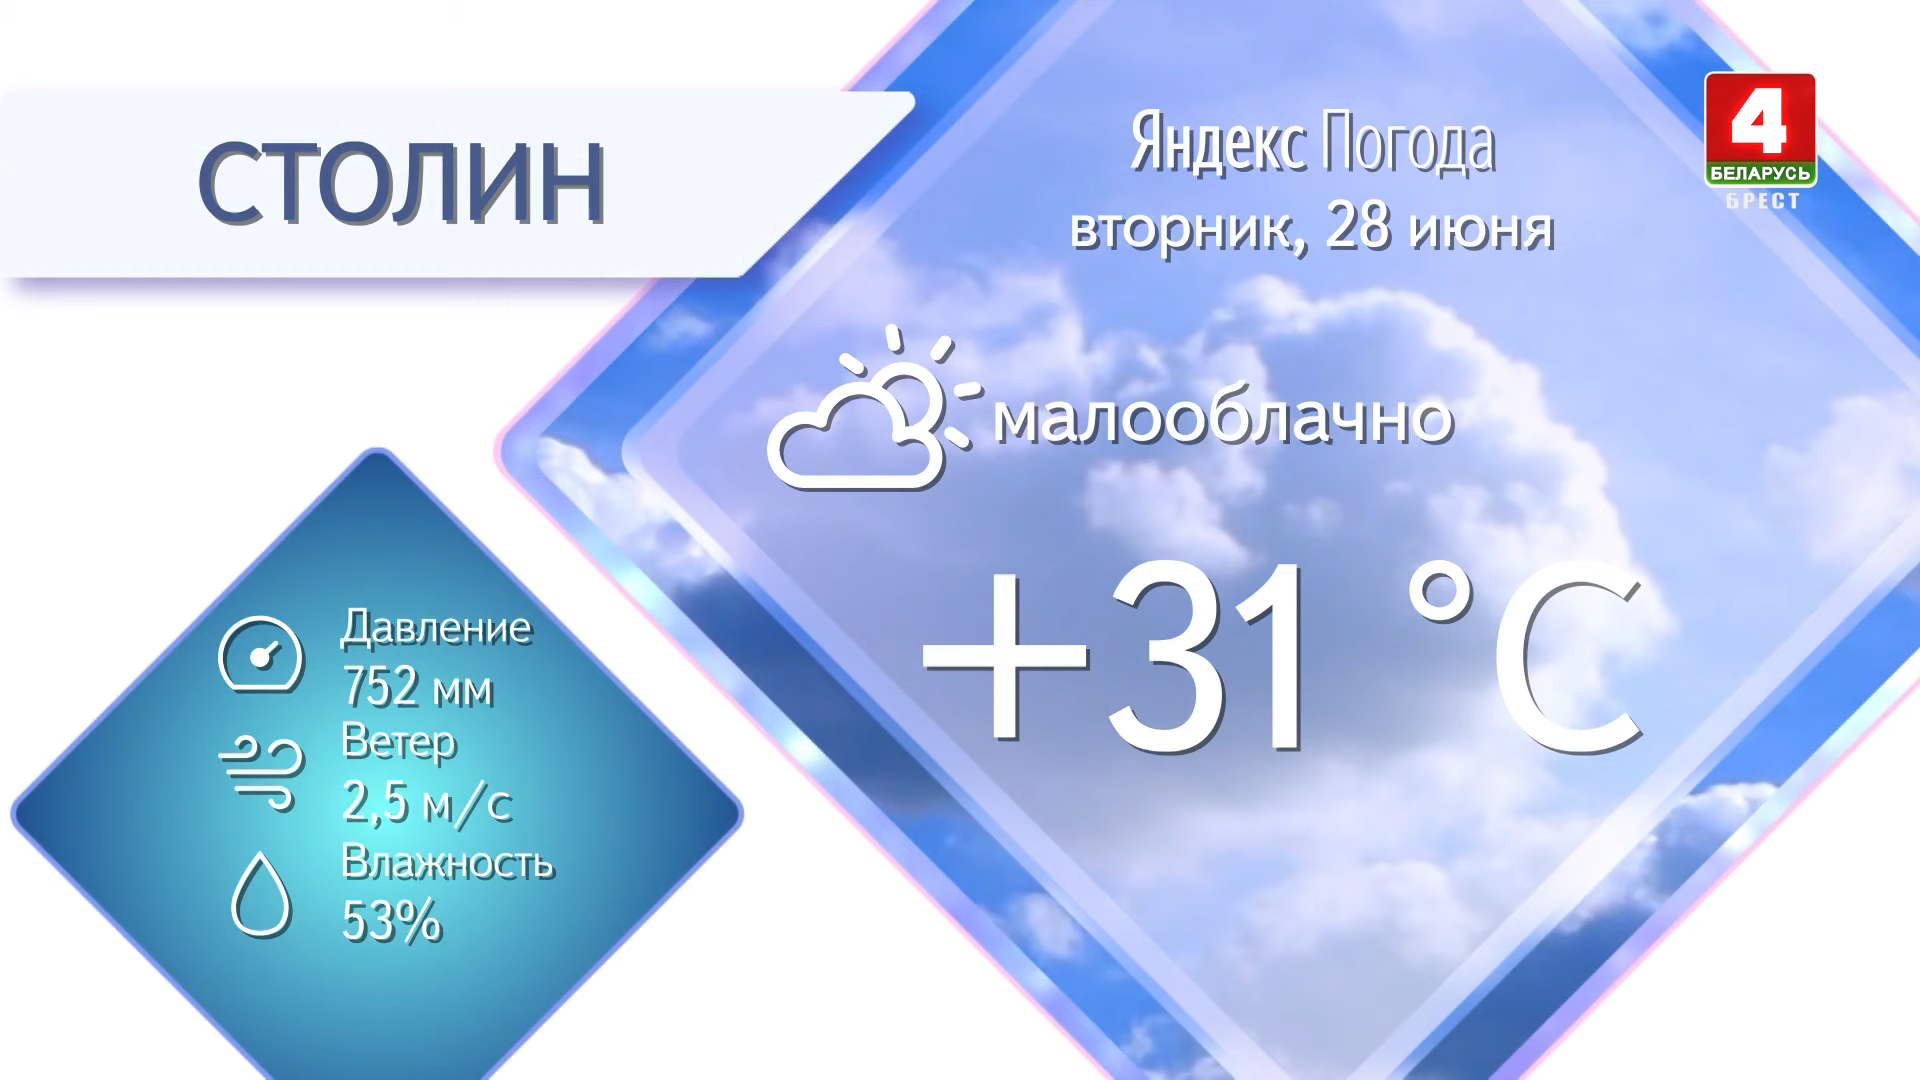 СТОЛИН
Яндекс Погода
вторник, 28 июня
4
БЕЛАРУСЬ
БРЕСТ
малооблачно
+31 °C
Давление
752 мм
Ветер
2,5 м/с
Влажность
53%